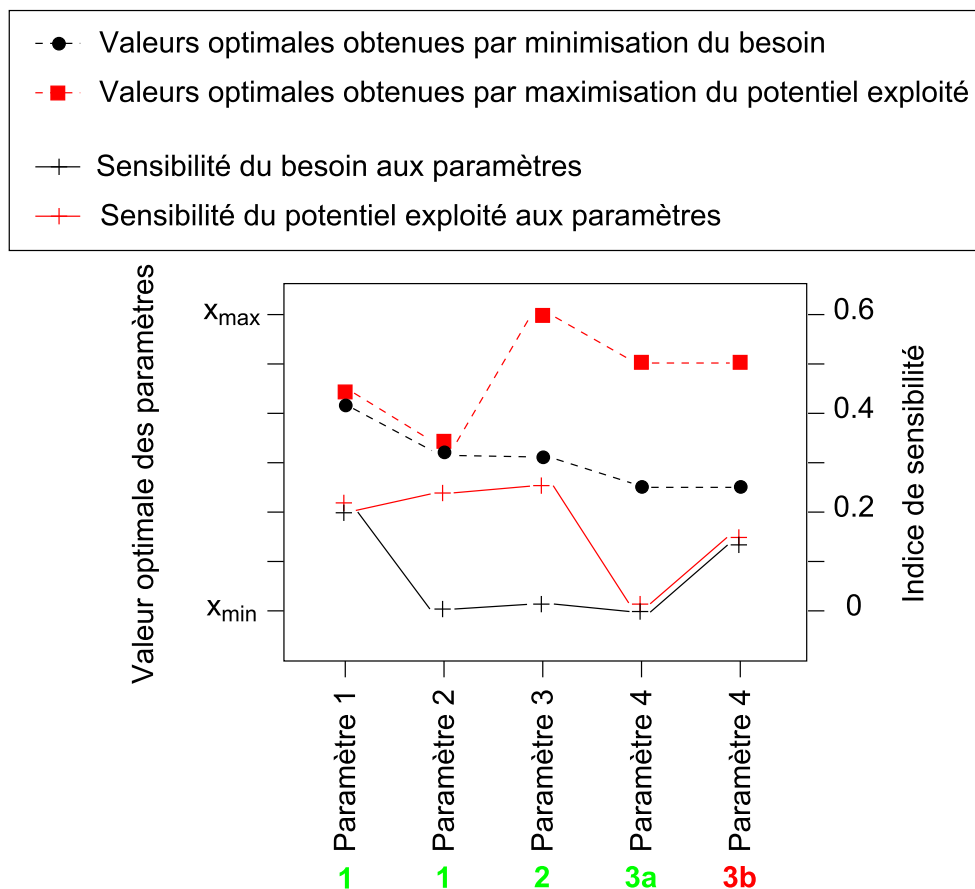 Valeurs optimales obtenues par minimisation du besoin
Valeurs optimales obtenues par maximisation du potentiel exploité
Sensibilité du besoin aux paramètres
Sensibilité du potentiel exploité aux paramètres
Valeur optimale des paramètres
xmax
xmin
0.6
0.4
0.2
0
Indice de sensibilité
Paramètre 1
Paramètre 2
Paramètre 3
Paramètre 4
Paramètre 4
1
1
2
3a
3b